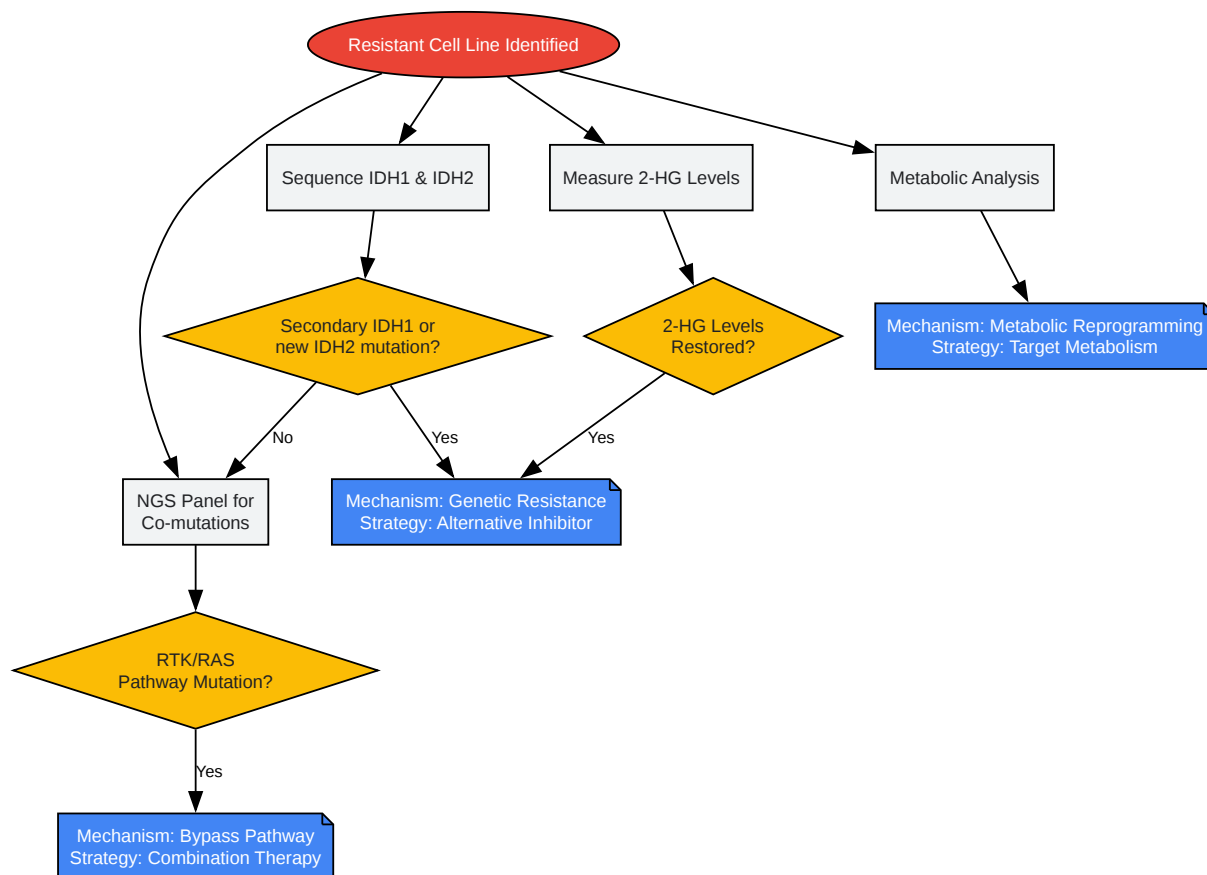 Resistant Cell Line Identified
Sequence IDH1 & IDH2
Measure 2-HG Levels
Metabolic Analysis
Secondary IDH1 or
new IDH2 mutation?
2-HG Levels
Restored?
Mechanism: Metabolic Reprogramming
Strategy: Target Metabolism
No
Yes
Yes
NGS Panel for
Co-mutations
Mechanism: Genetic Resistance
Strategy: Alternative Inhibitor
RTK/RAS
Pathway Mutation?
Yes
Mechanism: Bypass Pathway
Strategy: Combination Therapy